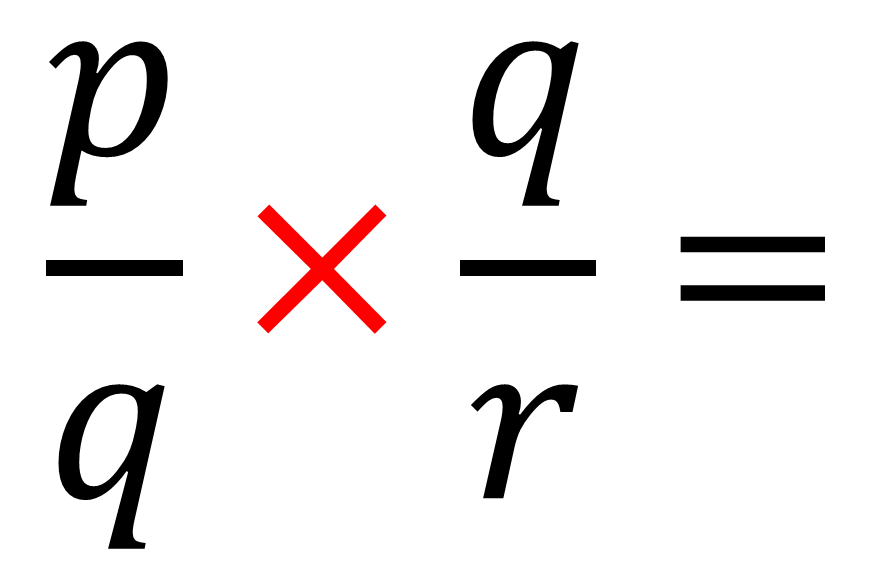 p/q × q/r =